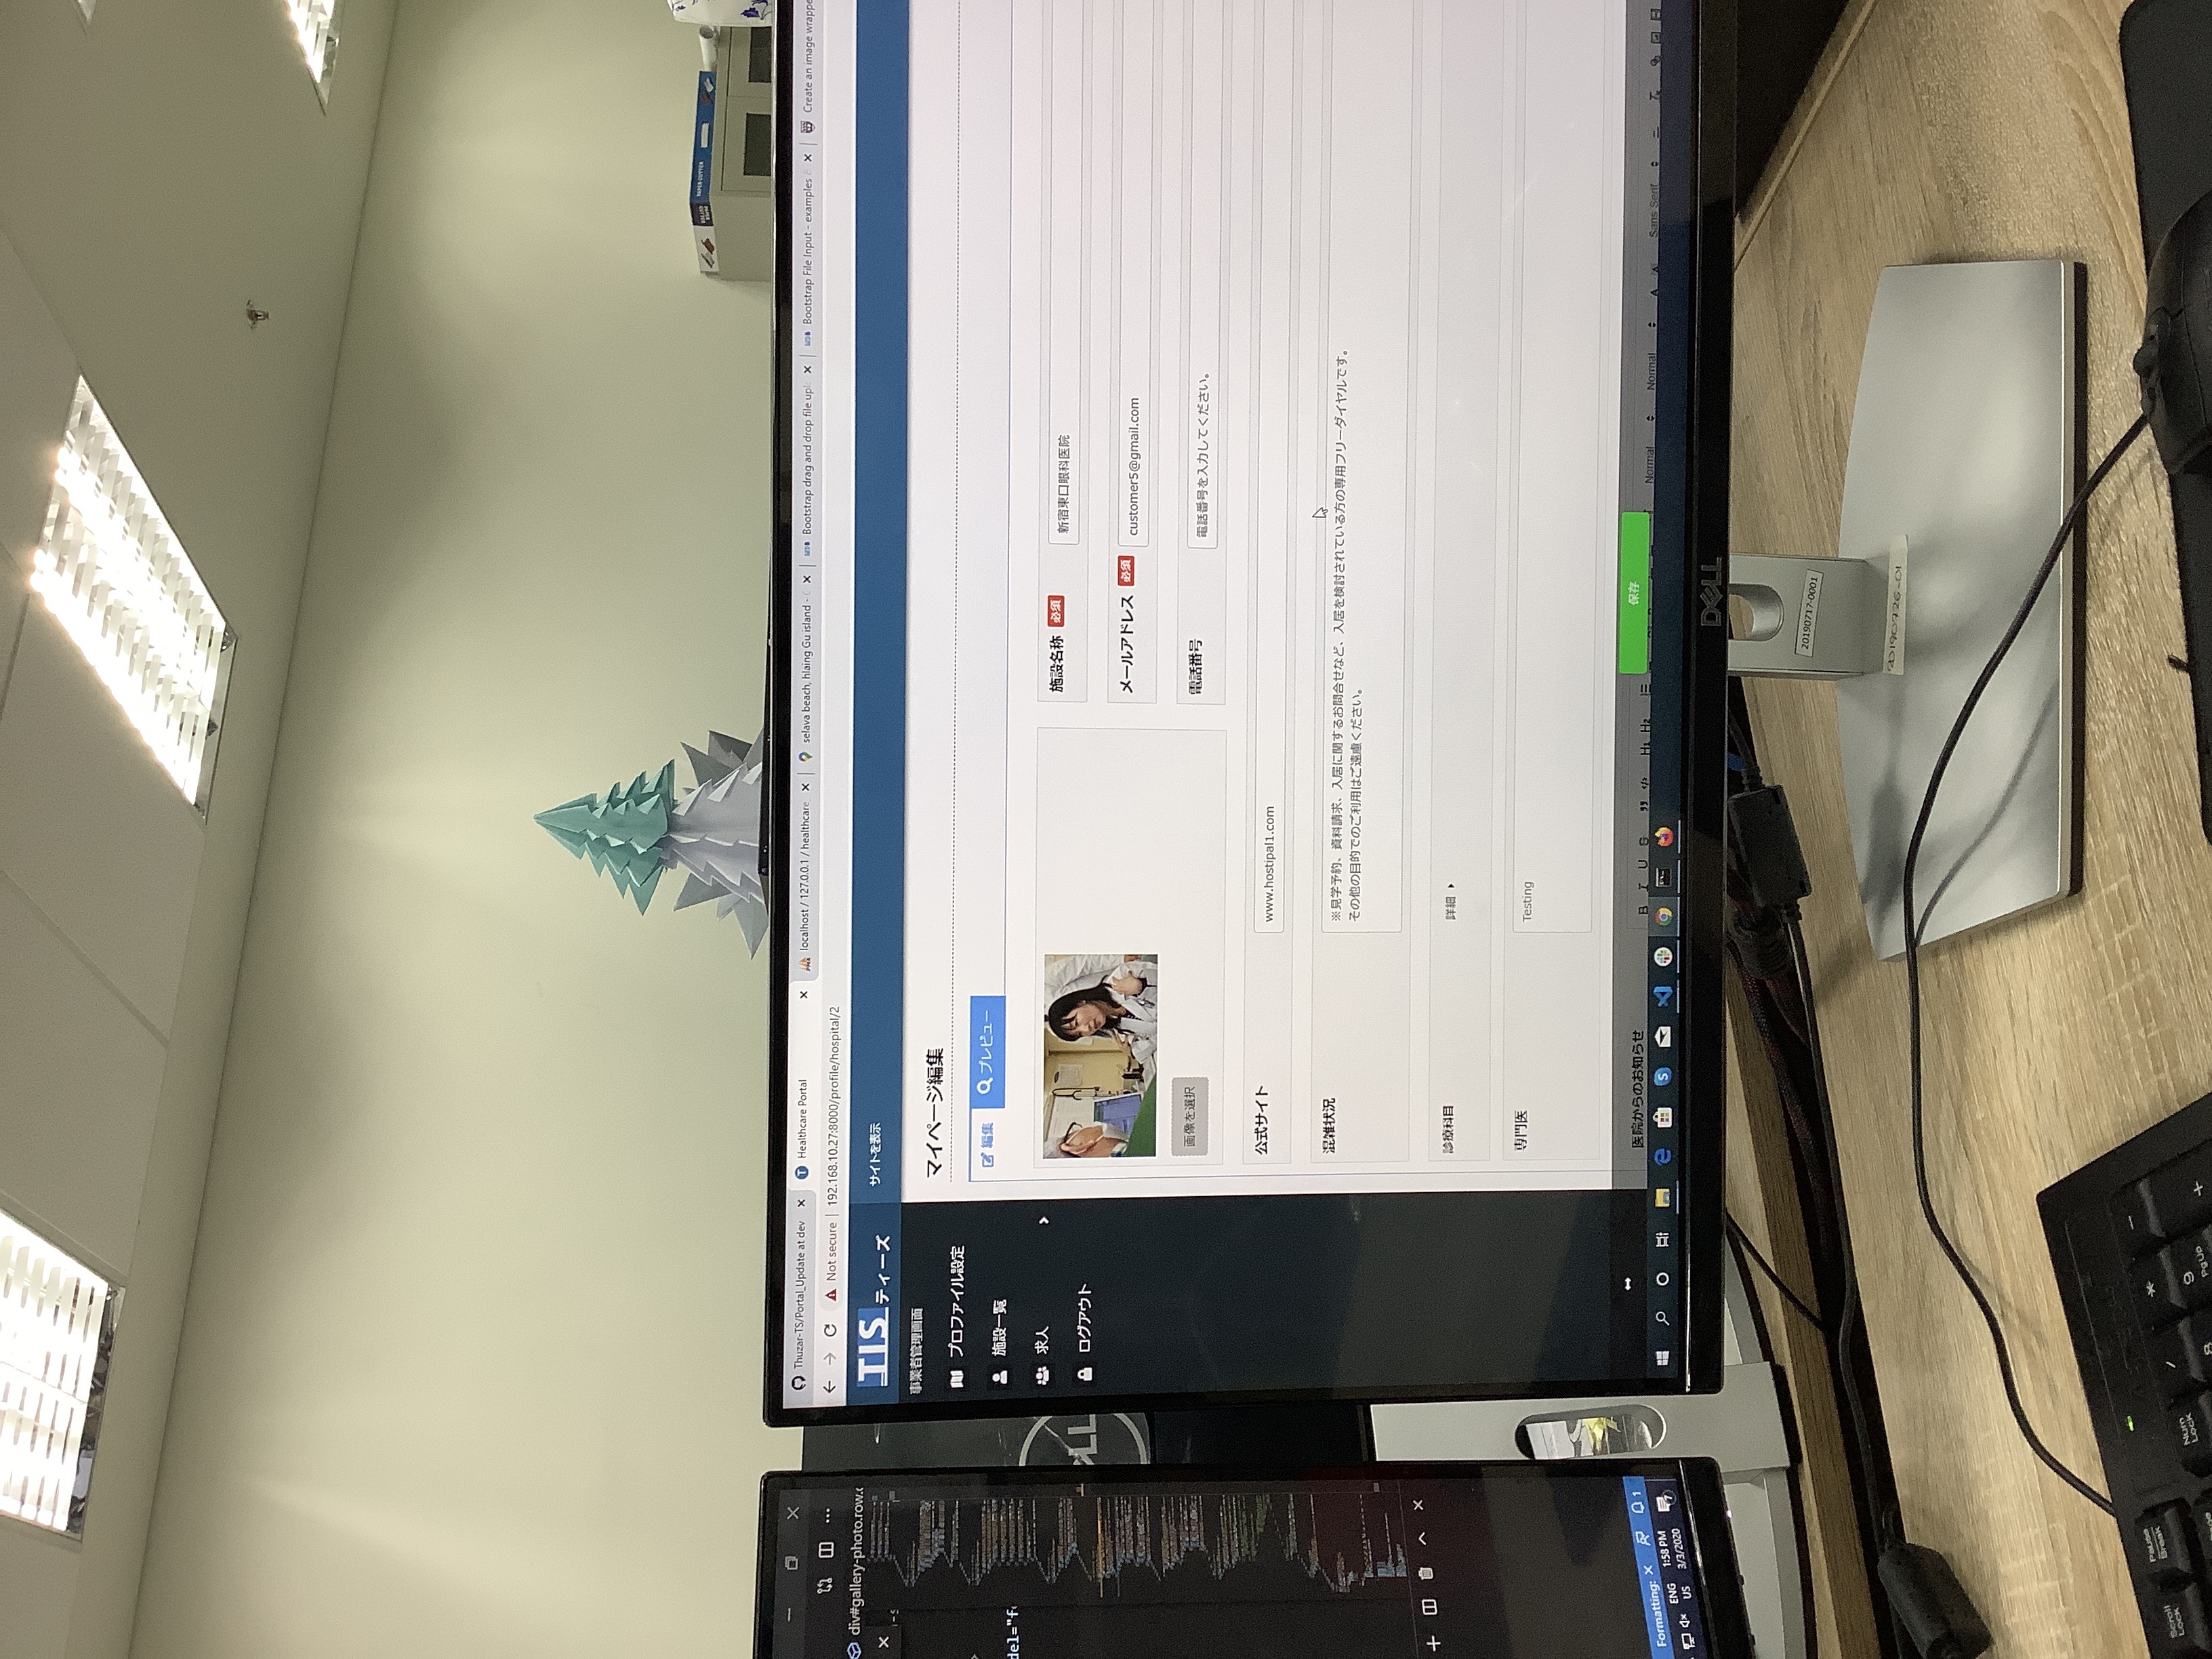 PAPER CUTTER
div#gallery-photo.row.c
del="f
Formatting:
1
ENG
US
1:58 PM
3/3/2020
7
DELL
Thuzar-TS/Portal_Update at dev
Healthcare Portal
localhost / 127.0.0.1 / healthcare
selava beach, hlaing Gu island -
Bootstrap drag and drop file upl
Bootstrap File Input - examples
Create an image wrappe
Not secure
192.168.10.27:8000/profile/hospital/2
TIS ティーズ
サイトを表示
事業者管理画面
プロファイル設定
施設一覧
求人
ログアウト
マイページ編集
編集
プレビュー
画像を選択
施設名称 必須
新宿東口眼科医院
メールアドレス 必須
customer5@gmail.com
電話番号
電話番号を入力してください。
公式サイト
www.hostipal1.com
混雑状況
※見学予約、資料請求、入居に関するお問合せなど、入居を検討されている方の専用フリーダイヤルです。
その他の目的でのご利用はご遠慮ください。
診療科目
詳細
専門医
Testing
医院からのお知らせ
B I U S H1 H2
保存
Normal
Normal
Sans Serif
DELL
20190717-0001
Scroll
Lock
Pause
Break
Num
Lock
/
*
-
8
9
PgUp
+